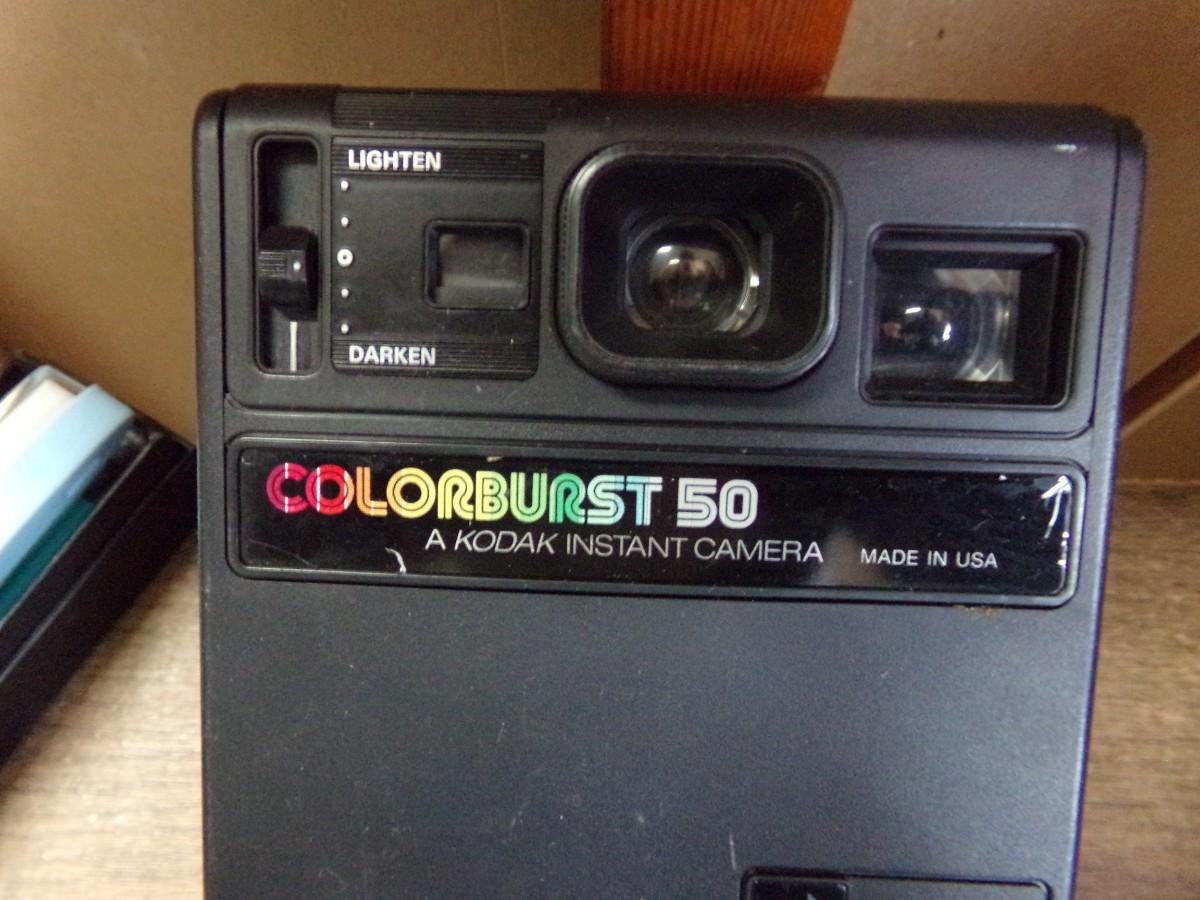 LIGHTEN
DARKEN
COLORBURST 50
A KODAK INSTANT CAMERA MADE IN USA